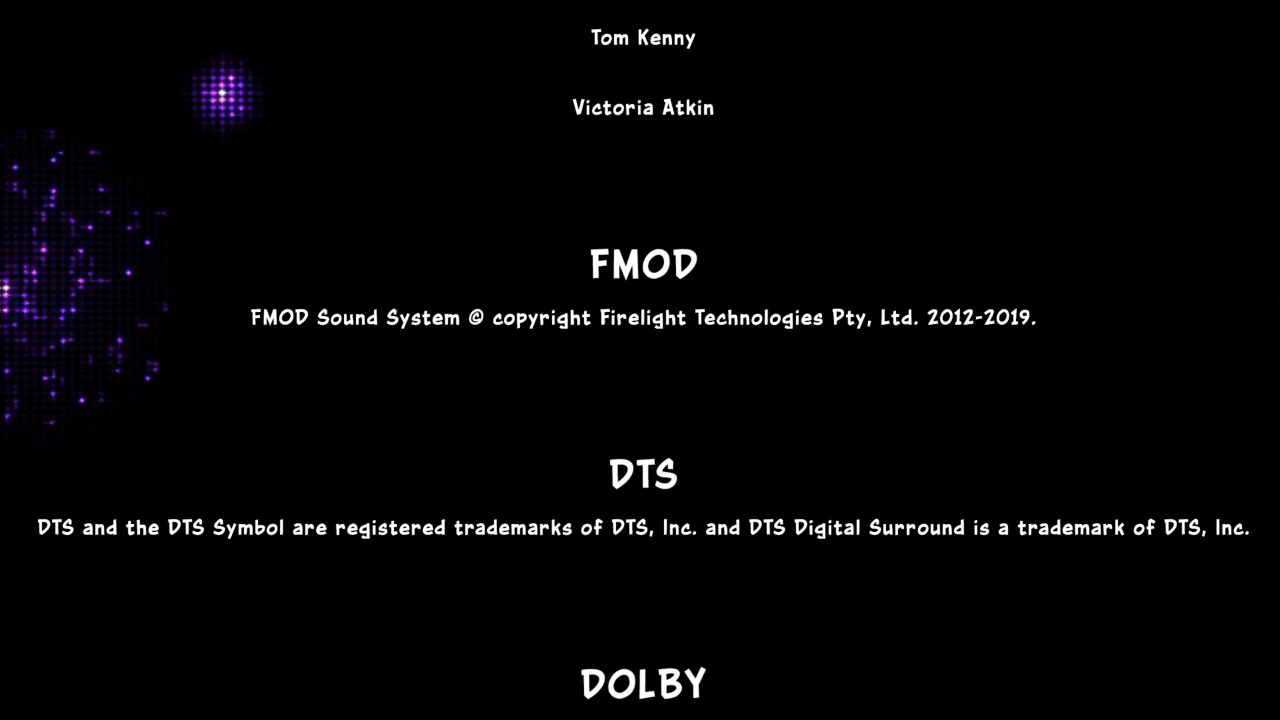 Tom Kenny
Victoria Atkin
FMOD
FMOD Sound System © copyright Firelight Technologies Pty, Ltd. 2012-2019.
DTS
DTS and the DTS Symbol are registered trademarks of DTS, Inc. and DTS Digital Surround is a trademark of DTS, Inc.
DOLBY